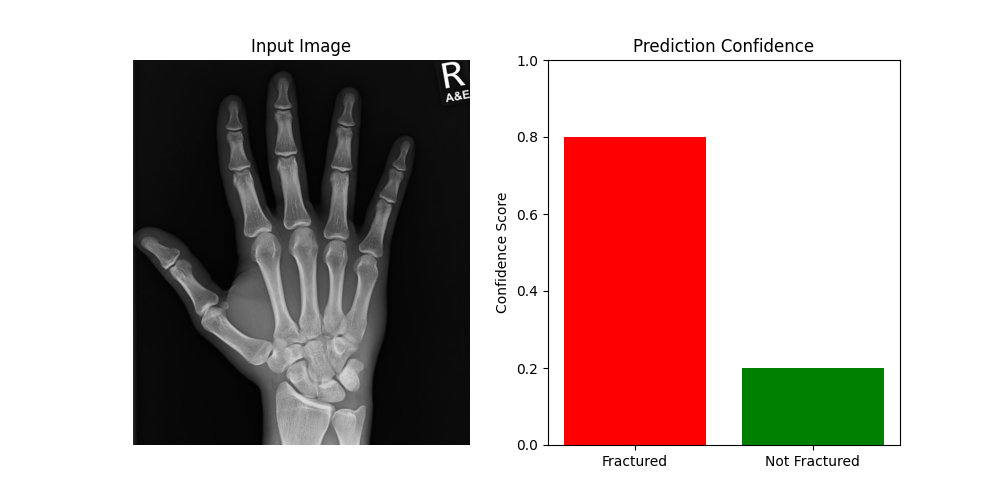 Input Image
R
A&E
Prediction Confidence
Confidence Score
1.0
0.8
0.6
0.4
0.2
0.0
Fractured
Not Fractured